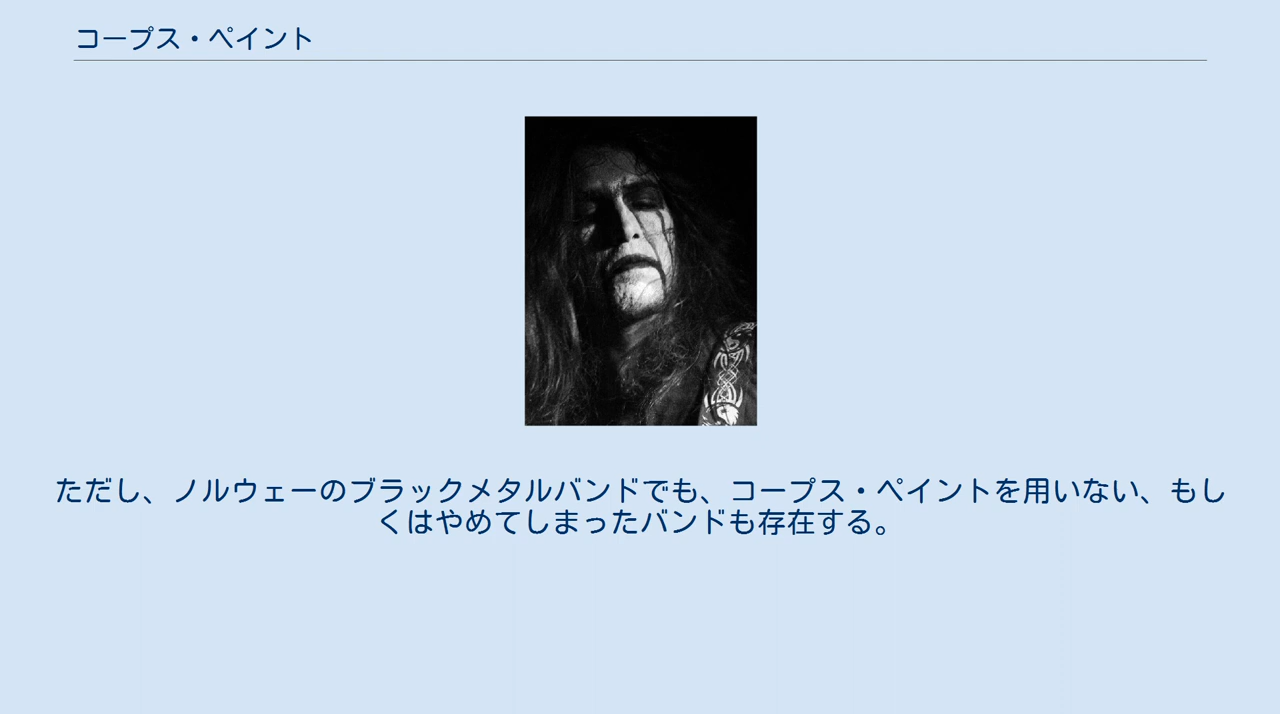 コープス・ペイント
ただし、ノルウェーのブラックメタルバンドでも、コープス・ペイントを用いない、もし
くはやめてしまったバンドも存在する。